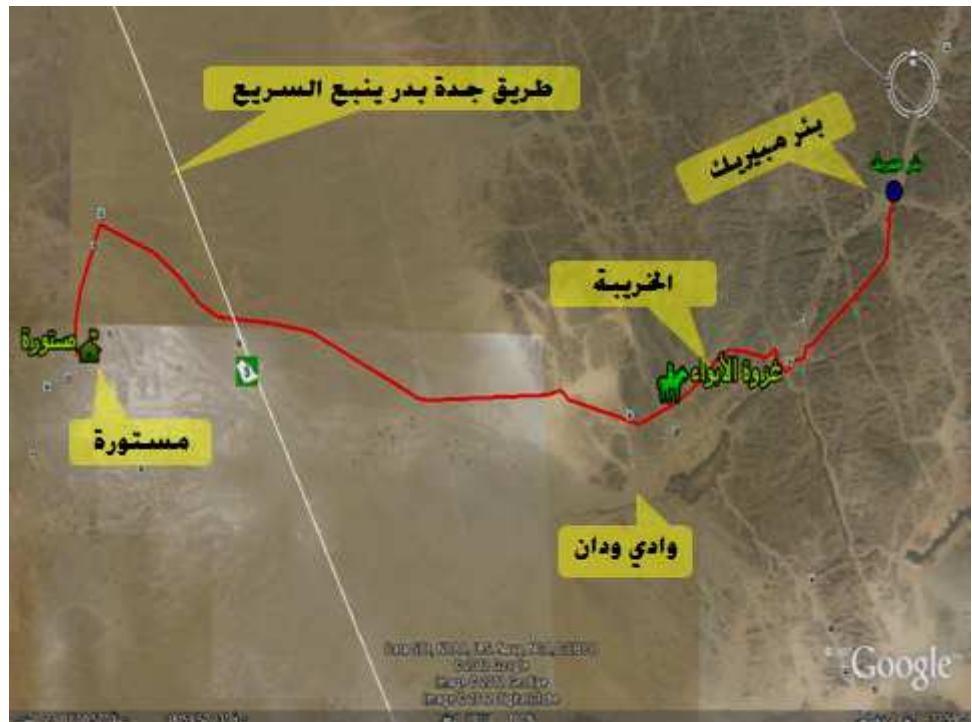 طريق جدة بدر ينبع السريع
بئر مبيريك
الخريبة
غزوة الأبواء
مستورة
مستورة
وادي ودان
Google